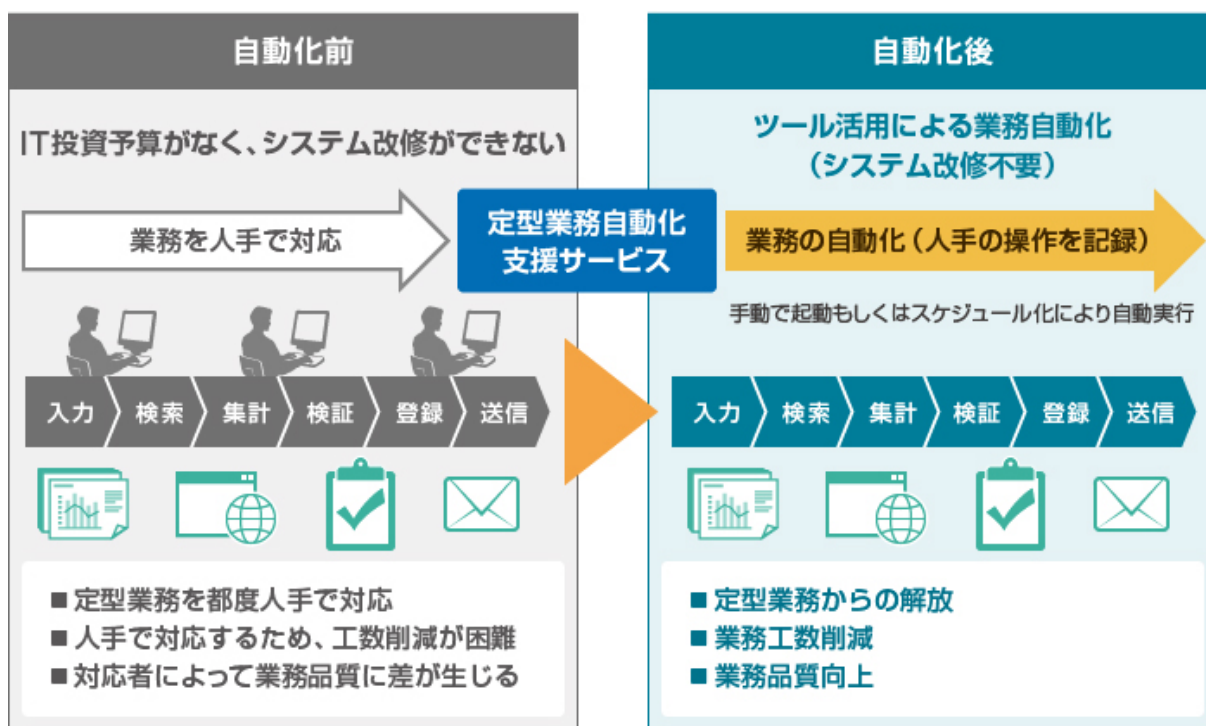 自動化前
IT投資予算がなく、システム改修ができない
業務を人手で対応
入力
検索
集計
検証
登録
送信
■定型業務を都度人手で対応
■人手で対応するため、工数削減が困難
■対応者によって業務品質に差が生じる
定型業務自動化
支援サービス
自動化後
ツール活用による業務自動化
（システム改修不要）
業務の自動化（人手の操作を記録）
手動で起動もしくはスケジュール化により自動実行
入力
検索
集計
検証
登録
送信
■定型業務からの解放
■業務工数削減
■業務品質向上